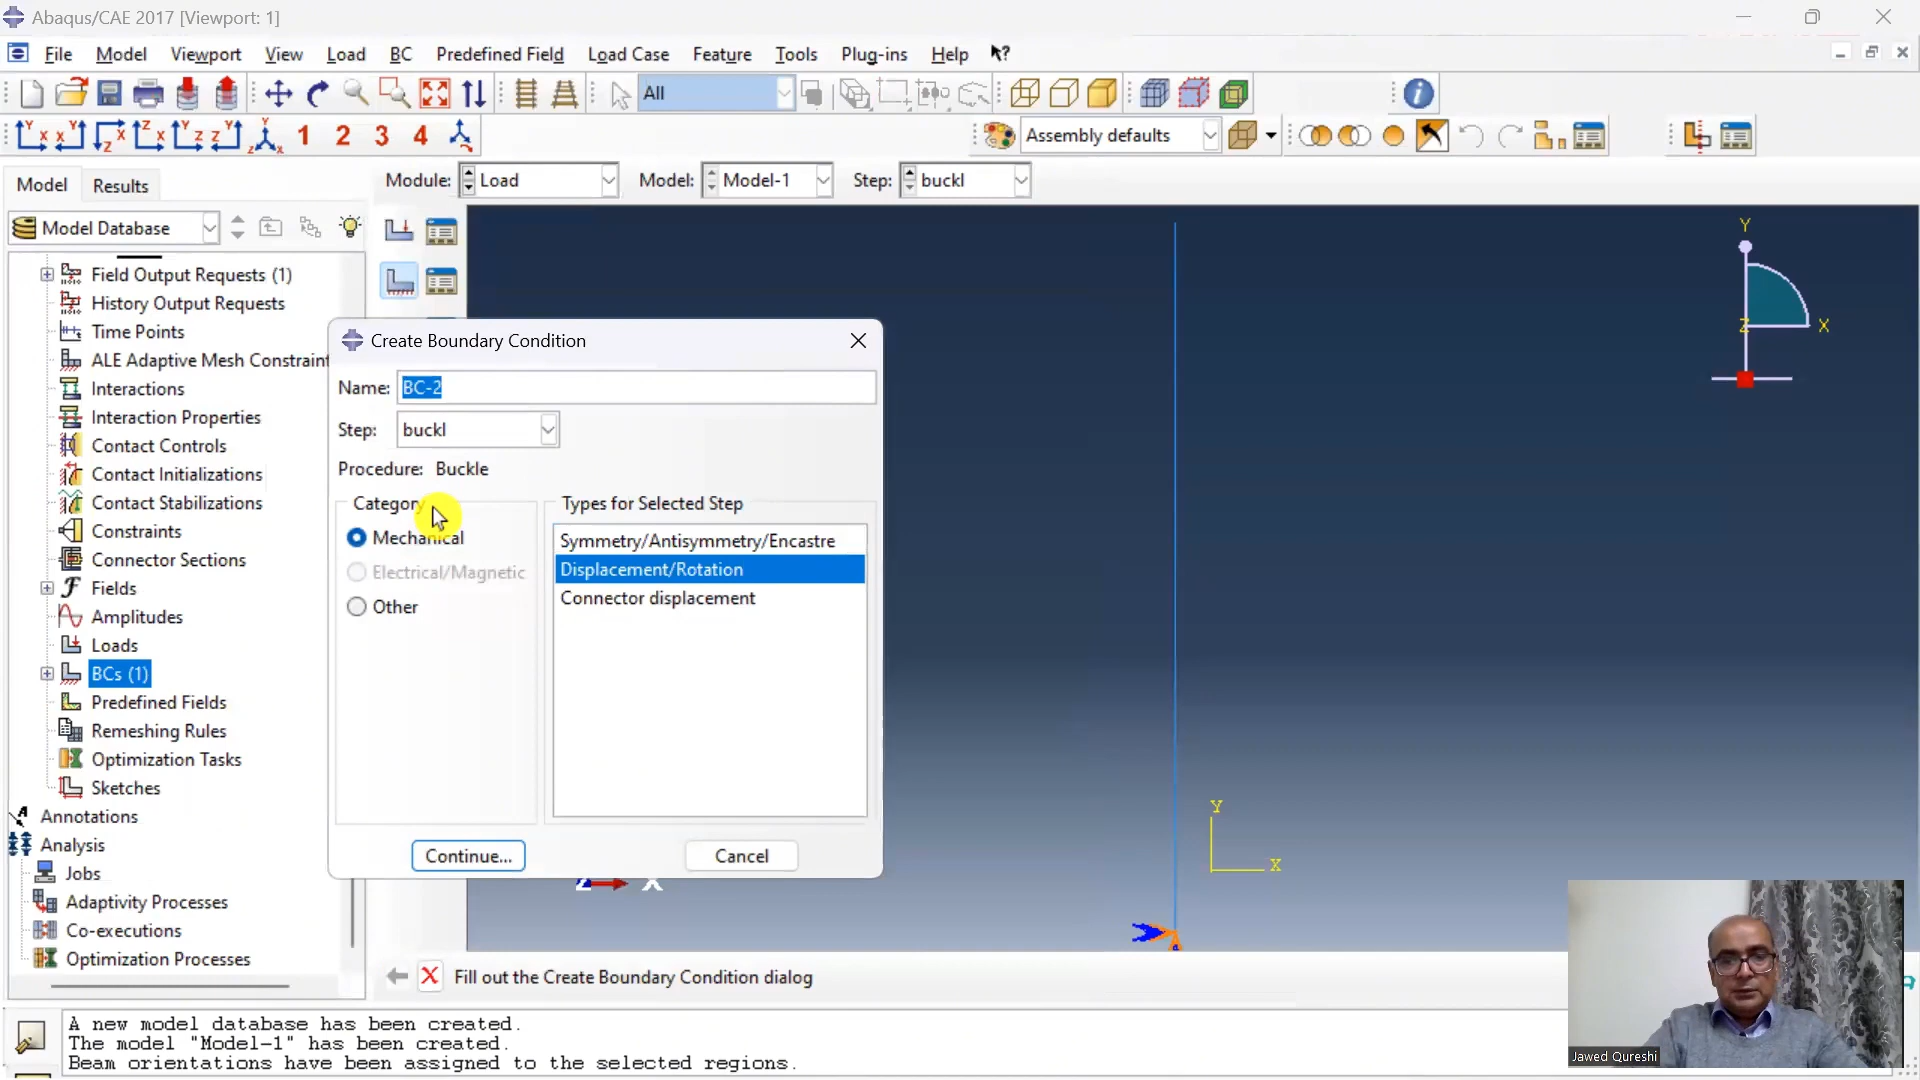 Abaqus/CAE 2017 [Viewport: 1]
File Model Viewport View Load BC Predefined Field Load Case Feature Tools Plug-ins Help
All
1 2 3 4
Assembly defaults
Model Results
Module: Load Model: Model-1 Step: buckl
Model Database
Field Output Requests (1)
History Output Requests
Time Points
ALE Adaptive Mesh Constraint
Interactions
Interaction Properties
Contact Controls
Contact Initializations
Contact Stabilizations
Constraints
Connector Sections
Fields
Amplitudes
Loads
BCs (1)
Predefined Fields
Remeshing Rules
Optimization Tasks
Sketches
Annotations
Analysis
Jobs
Adaptivity Processes
Co-executions
Optimization Processes
Create Boundary Condition
Name: BC-2
Step: buckl
Procedure: Buckle
Category
Mechanical
Electrical/Magnetic
Other
Types for Selected Step
Symmetry/Antisymmetry/Encastre
Displacement/Rotation
Connector displacement
Continue...
Cancel
Y
Z
X
Y
X
Z
X
Fill out the Create Boundary Condition dialog
A new model database has been created.
The model "Model-1" has been created.
Beam orientations have been assigned to the selected regions.
Jawed Qureshi